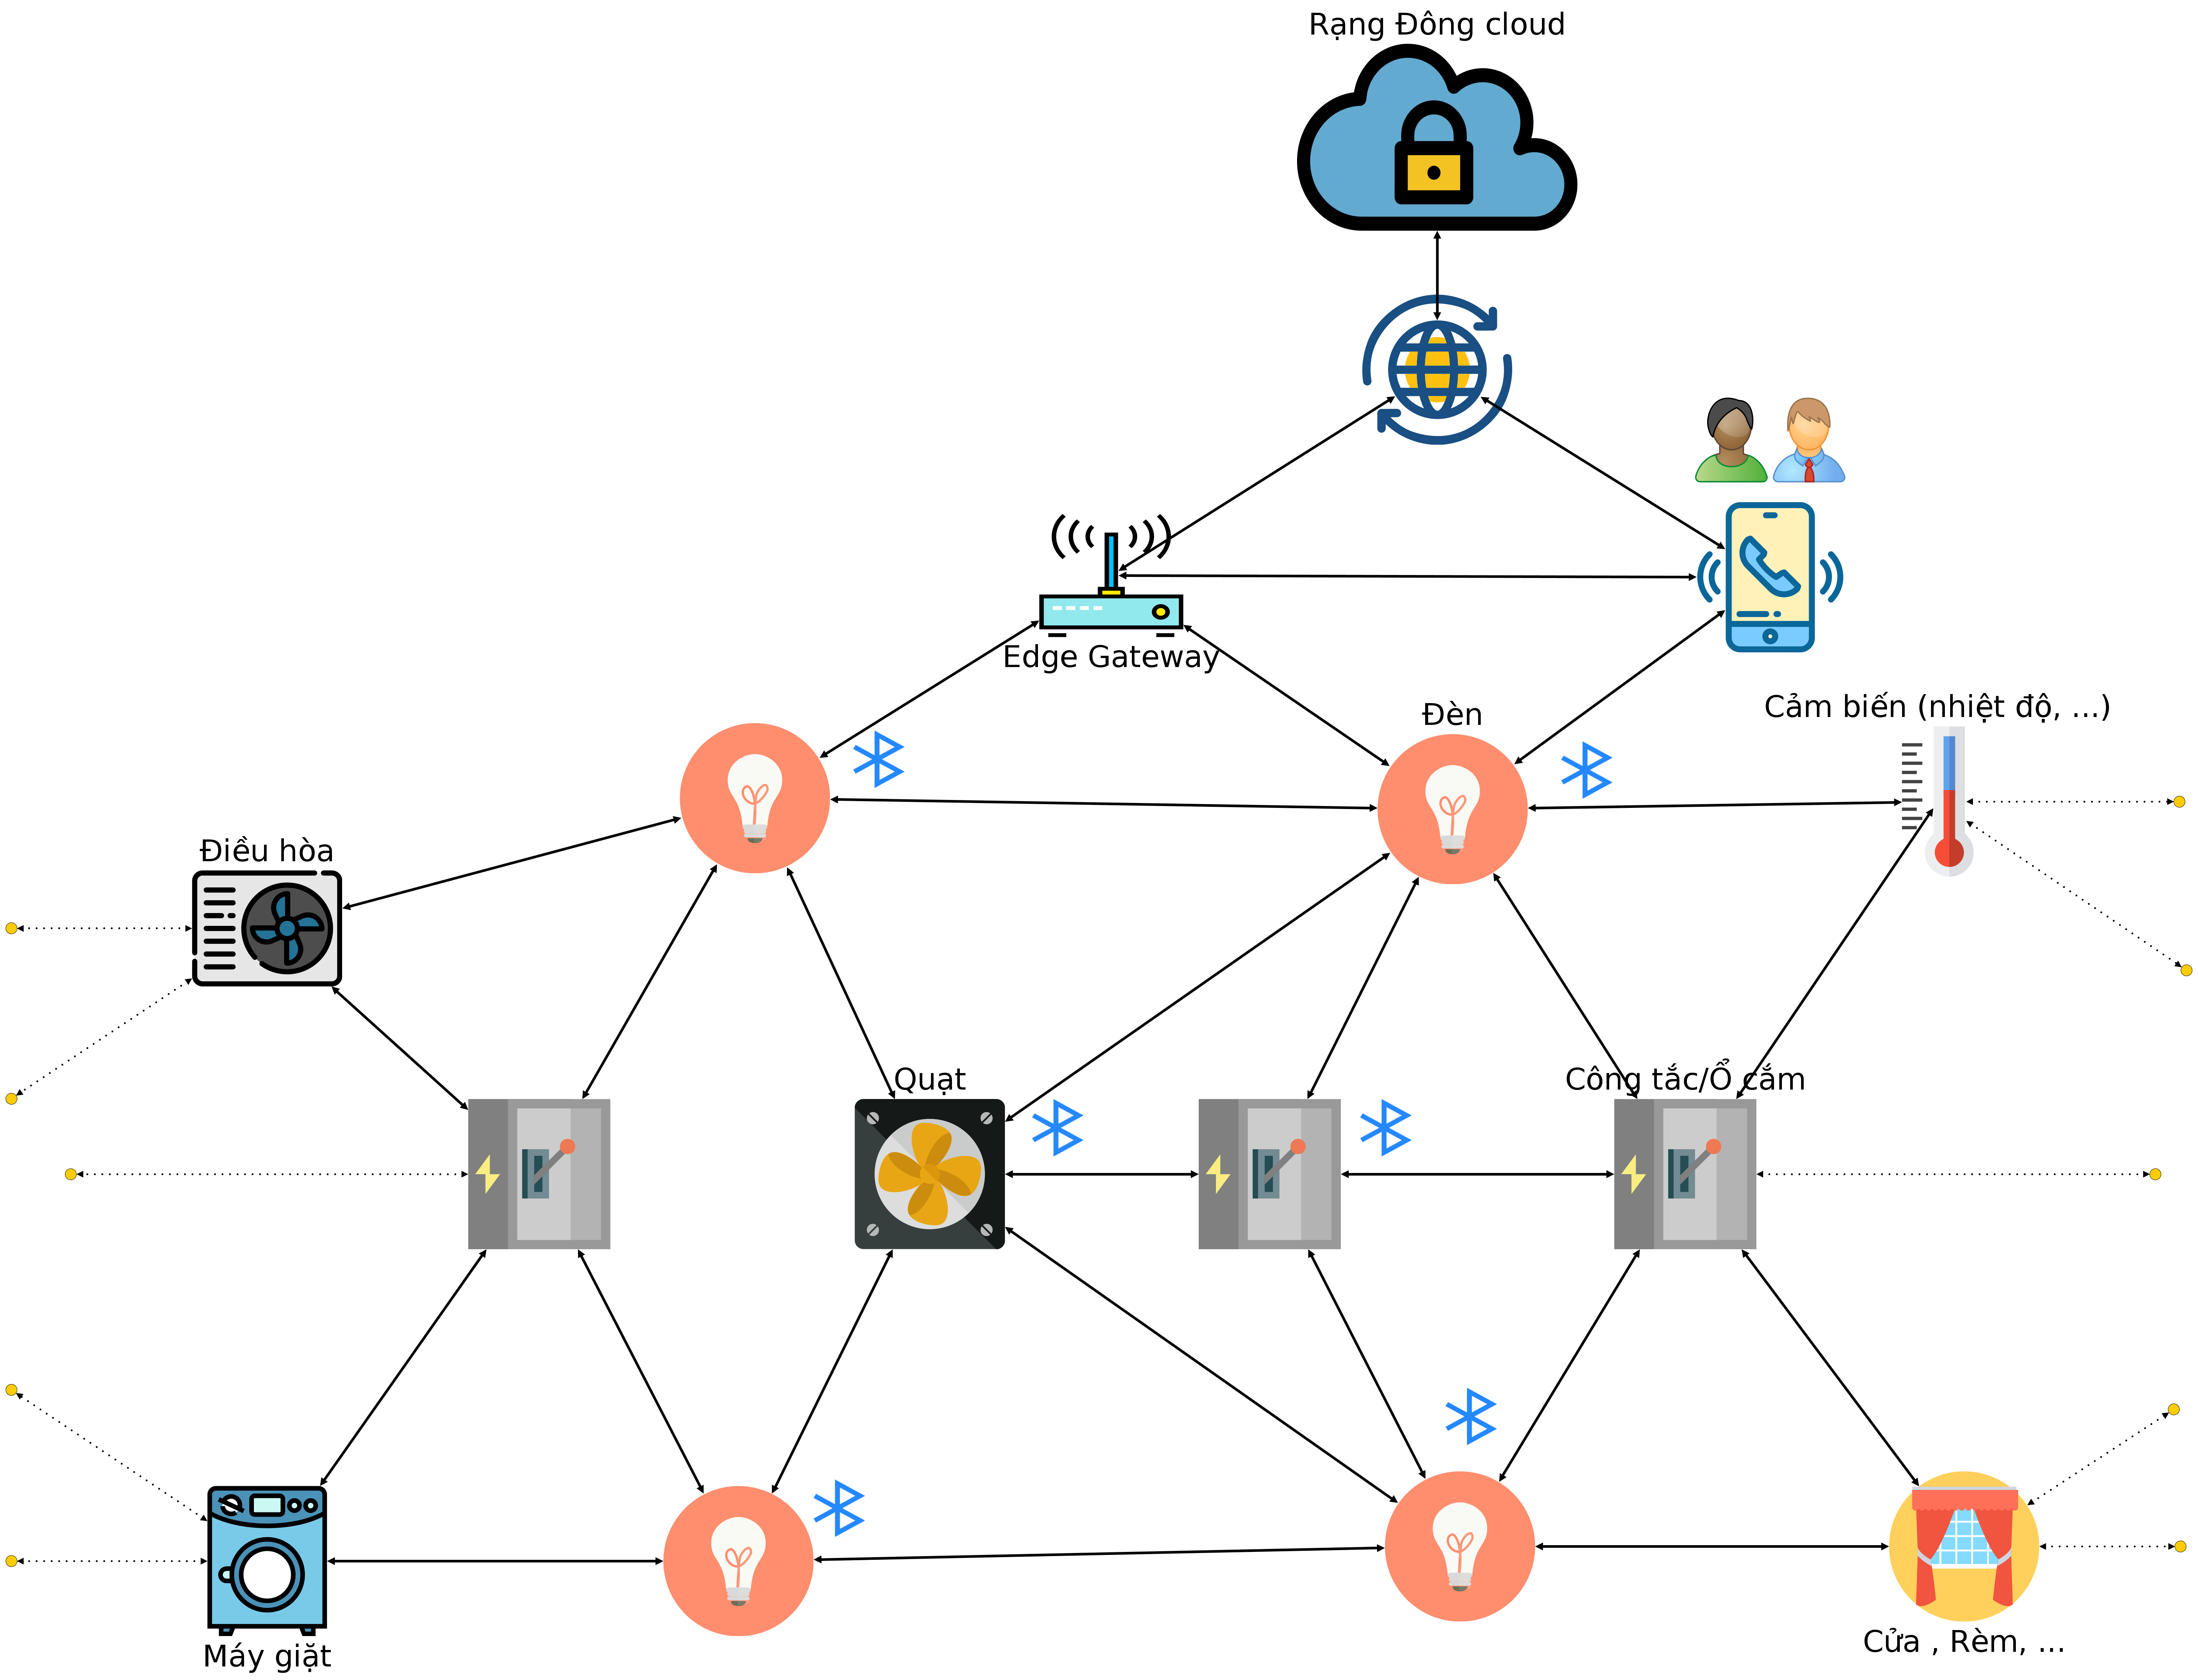 Rạng Đông cloud
Edge Gateway
Đèn
Cảm biến (nhiệt độ, ...)
Điều hòa
Quạt
Công tắc/Ổ cắm
Máy giặt
Cửa , Rèm, ...